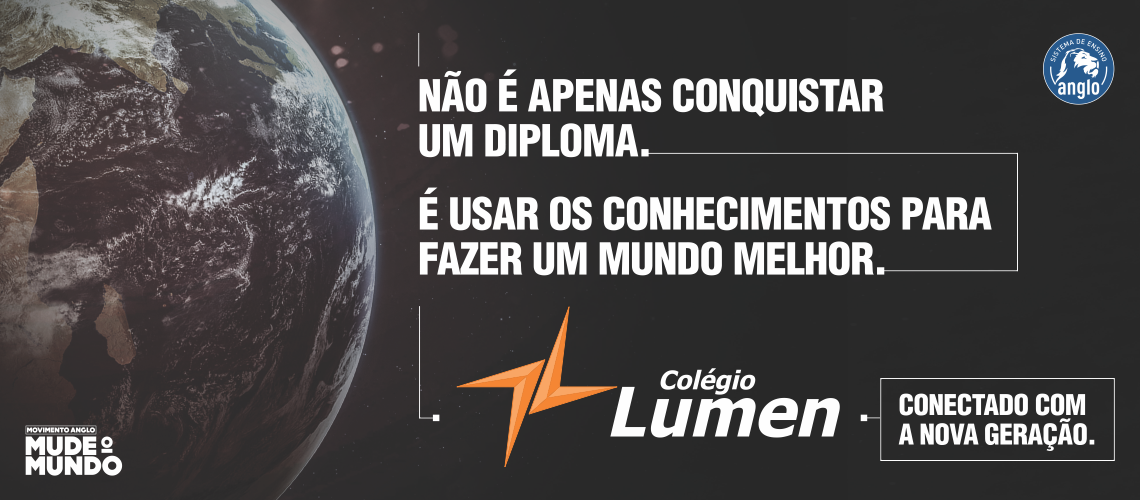 NÃO É APENAS CONQUISTAR
UM DIPLOMA.
É USAR OS CONHECIMENTOS PARA
FAZER UM MUNDO MELHOR.
SISTEMA DE ENSINO
anglo
Colégio
Lumen
CONECTADO COM
A NOVA GERAÇÃO.
MOVIMENTO ANGLO
MUDE O
MUNDO